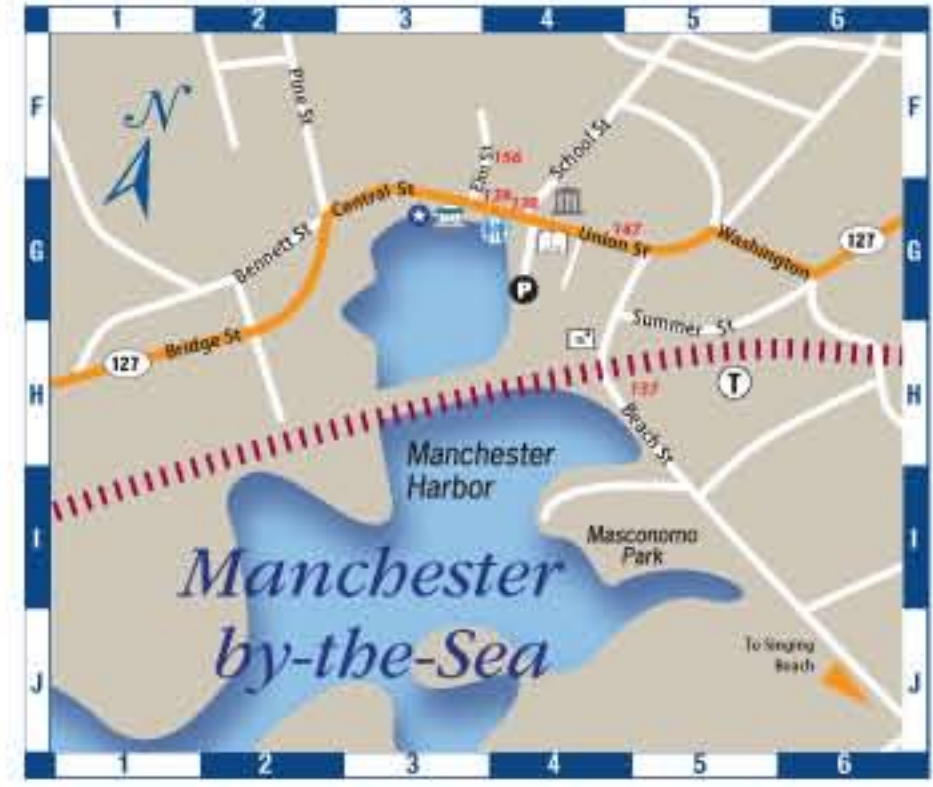 1 2 3 4 5 6
F
F
N
Pine St
School St
Elm St
156
Central St
G
G
Union St
147
Washington
127
Bennett St
P
Summer St
Bridge St
127
H
H
T
137
Beach St
Manchester
Harbor
I
I
Masconomo
Park
Manchester
by-the-Sea
To Singing
Beach
J
J
1 2 3 4 5 6